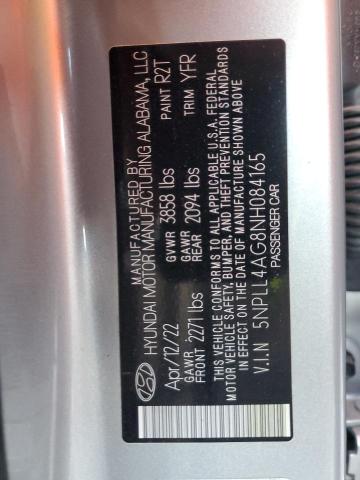 MANUFACTURED BY
HYUNDAI MOTOR MANUFACTURING ALABAMA, LLC
Apr/12/22 GVWR 3858 lbs PAINT R2T
GAWR FRONT 2271 lbs GAWR REAR 2094 lbs TRIM YFR
THIS VEHICLE CONFORMS TO ALL APPLICABLE U.S.A. FEDERAL
MOTOR VEHICLE SAFETY, BUMPER, AND THEFT PREVENTION STANDARDS
IN EFFECT ON THE DATE OF MANUFACTURE SHOWN ABOVE
V.I.N 5NPLL4AG8NH084165
PASSENGER CAR